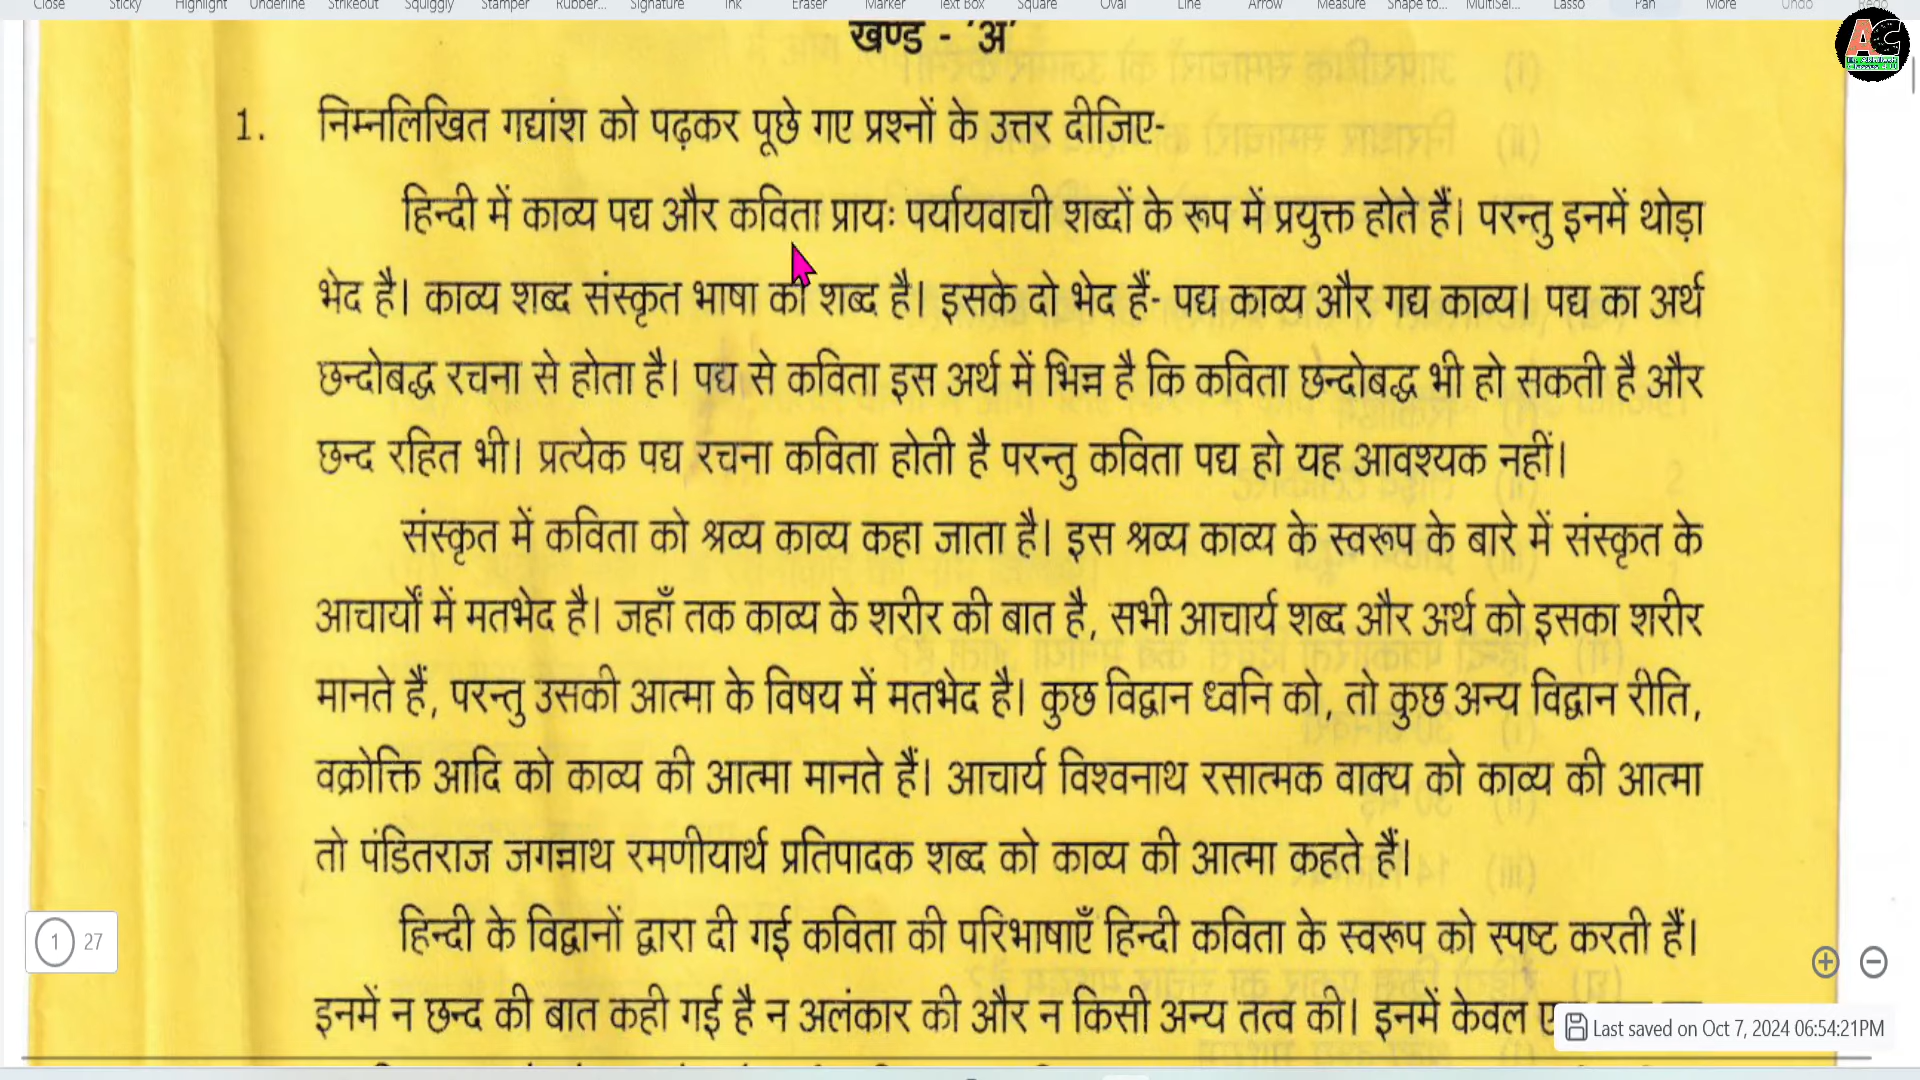 Close Sticky Highlight Underline Strikeout Squiggly Stamper Rubber... Signature Ink Eraser Marker Text Box Square Oval Line Arrow Measure Shape to... MultiSel... Lasso Pan More Undo Redo
खण्ड - 'अ'
AC
1. निम्नलिखित गद्यांश को पढ़कर पूछे गए प्रश्नों के उत्तर दीजिए-
हिन्दी में काव्य पद्य और कविता प्रायः पर्यायवाची शब्दों के रूप में प्रयुक्त होते हैं। परन्तु इनमें थोड़ा
भेद है। काव्य शब्द संस्कृत भाषा का शब्द है। इसके दो भेद हैं- पद्य काव्य और गद्य काव्य। पद्य का अर्थ
छन्दोबद्ध रचना से होता है। पद्य से कविता इस अर्थ में भिन्न है कि कविता छन्दोबद्ध भी हो सकती है और
छन्द रहित भी। प्रत्येक पद्य रचना कविता होती है परन्तु कविता पद्य हो यह आवश्यक नहीं।
संस्कृत में कविता को श्रव्य काव्य कहा जाता है। इस श्रव्य काव्य के स्वरूप के बारे में संस्कृत के
आचार्यों में मतभेद है। जहाँ तक काव्य के शरीर की बात है, सभी आचार्य शब्द और अर्थ को इसका शरीर
मानते हैं, परन्तु उसकी आत्मा के विषय में मतभेद है। कुछ विद्वान ध्वनि को, तो कुछ अन्य विद्वान रीति,
वक्रोक्ति आदि को काव्य की आत्मा मानते हैं। आचार्य विश्वनाथ रसात्मक वाक्य को काव्य की आत्मा
तो पंडितराज जगन्नाथ रमणीयार्थ प्रतिपादक शब्द को काव्य की आत्मा कहते हैं।
हिन्दी के विद्वानों द्वारा दी गई कविता की परिभाषाएँ हिन्दी कविता के स्वरूप को स्पष्ट करती हैं।
1 27
इनमें न छन्द की बात कही गई है न अलंकार की और न किसी अन्य तत्व की। इनमें केवल
Last saved on Oct 7, 2024 06:54:21PM